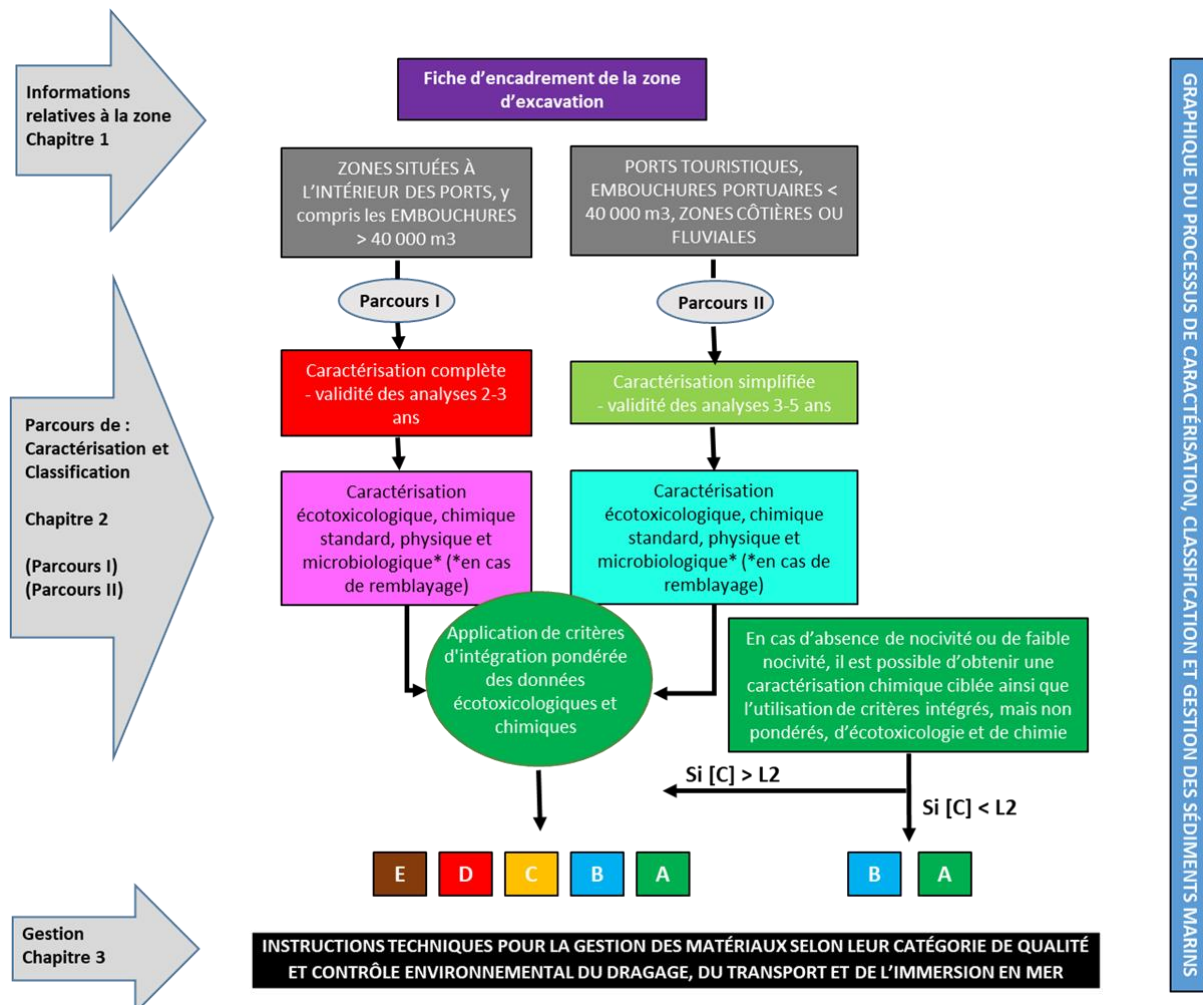 Informations
relatives à la zone
Chapitre 1
Fiche d’encadrement de la zone
d’excavation
ZONES SITUÉES À
L’INTÉRIEUR DES PORTS, y
compris les EMBOUCHURES
> 40 000 m3
PORTS TOURISTIQUES,
EMBOUCHURES PORTUAIRES <
40 000 m3, ZONES CÔTIÈRES OU
FLUVIALES
Parcours I
Parcours II
Parcours de :
Caractérisation et
Classification
Chapitre 2
(Parcours I)
(Parcours II)
Caractérisation complète
- validité des analyses 2-3
ans
Caractérisation simplifiée
- validité des analyses 3-5 ans
Caractérisation
écotoxicologique, chimique
standard, physique et
microbiologique* (*en cas
de remblayage)
Caractérisation
écotoxicologique, chimique
standard, physique et
microbiologique* (*en cas de
remblayage)
Application de critères
d'intégration pondérée
des données
écotoxicologiques et
chimiques
En cas d’absence de nocivité ou de faible
nocivité, il est possible d’obtenir une
caractérisation chimique ciblée ainsi que
l’utilisation de critères intégrés, mais non
pondérés, d’écotoxicologie et de chimie
Si [C] > L2
Si [C] < L2
E D C B A
B A
Gestion
Chapitre 3
INSTRUCTIONS TECHNIQUES POUR LA GESTION DES MATÉRIAUX SELON LEUR CATÉGORIE DE QUALITÉ
ET CONTRÔLE ENVIRONNEMENTAL DU DRAGAGE, DU TRANSPORT ET DE L’IMMERSION EN MER
GRAPHIQUE DU PROCESSUS DE CARACTÉRISATION, CLASSIFICATION ET GESTION DES SÉDIMENTS MARINS